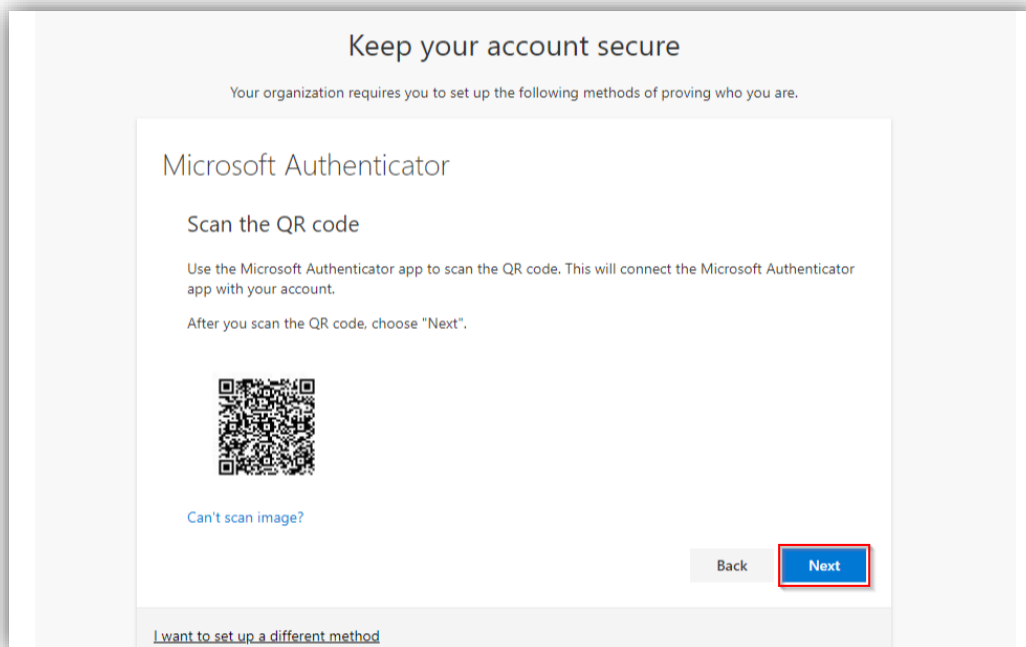 Keep your account secure
Your organization requires you to set up the following methods of proving who you are.
Microsoft Authenticator
Scan the QR code
Use the Microsoft Authenticator app to scan the QR code. This will connect the Microsoft Authenticator
app with your account.
After you scan the QR code, choose "Next".
Can't scan image?
Back
Next
I want to set up a different method